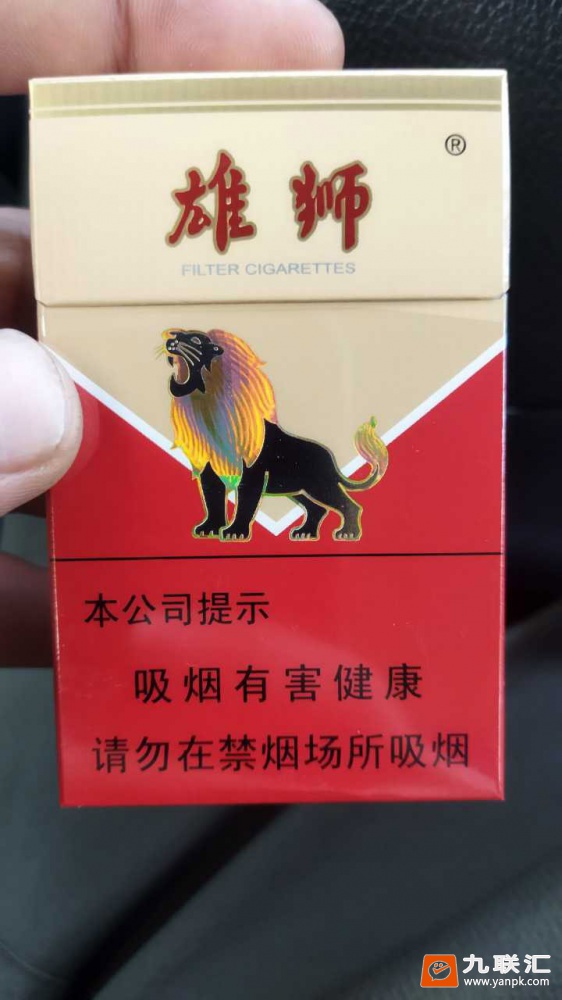 雄狮
®
FILTER CIGARETTES
本公司提示
吸烟有害健康
请勿在禁烟场所吸烟
九联汇
www.yanpk.com